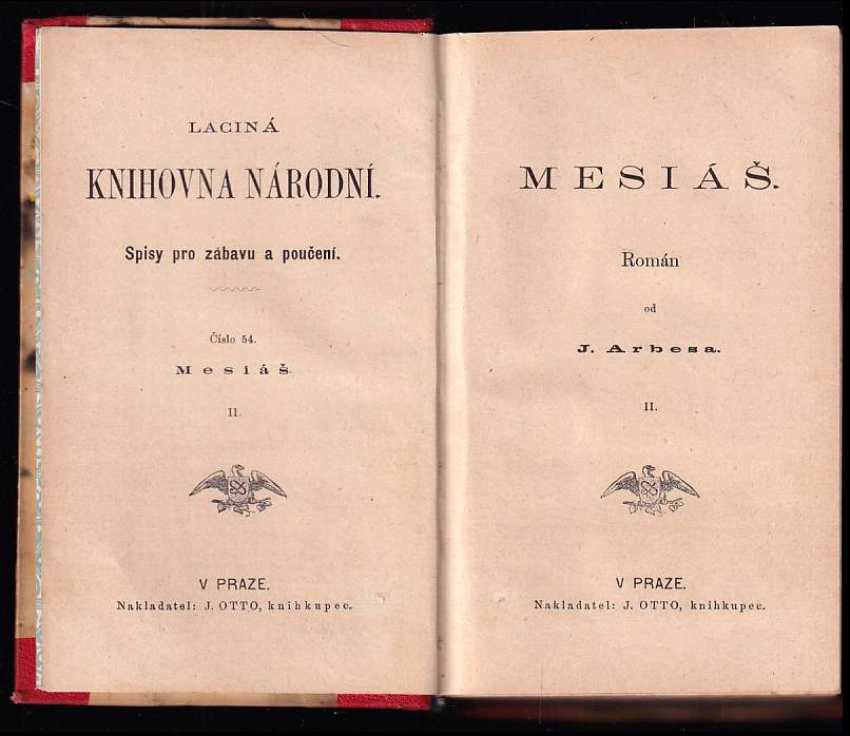 LACINÁ
KNIHOVNA NÁRODNÍ.
Spisy pro zábavu a poučení.
Číslo 54.
Mesiáš.
II.
V PRAZE.
Nakladatel: J. OTTO, knihkupec.
MESIÁŠ.
Román
od
J. Arbesa.
II.
V PRAZE.
Nakladatel: J. OTTO, knihkupec.